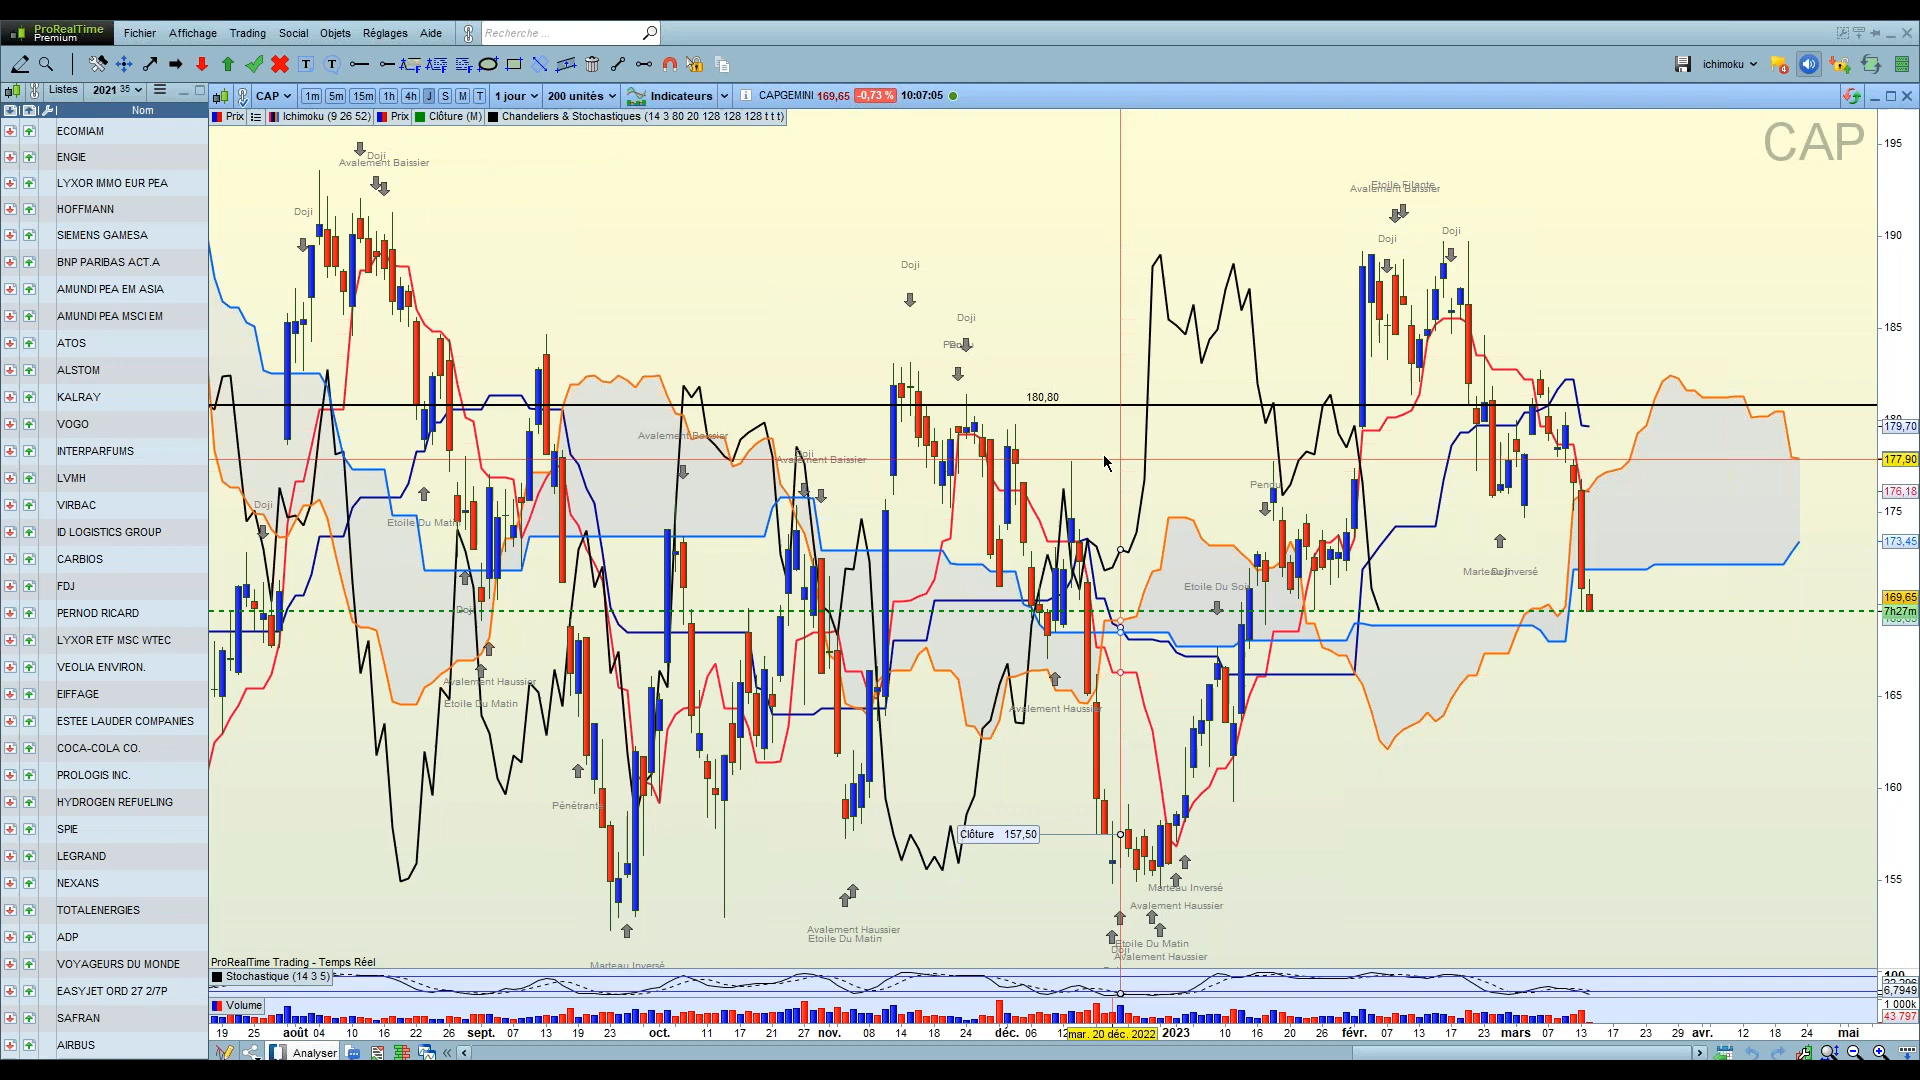 ProRealTime
Premium
Fichier Affichage Trading Social Objets Réglages Aide
Recherche ...
ichimoku
Listes 2021 35
CAP 1m 5m 15m 1h 4h J S M T 1 jour 200 unités Indicateurs CAPGEMINI 169,65 -0,73 % 10:07:05
Nom
Prix Ichimoku (9 26 52) Prix Clôture (M) Chandeliers & Stochastiques (14 3 80 20 128 128 128 t t t)
CAP
ECOMIAM
ENGIE
LYXOR IMMO EUR PEA
HOFFMANN
SIEMENS GAMESA
BNP PARIBAS ACT.A
AMUNDI PEA EM ASIA
AMUNDI PEA MSCI EM
ATOS
ALSTOM
KALRAY
VOGO
INTERPARFUMS
LVMH
VIRBAC
ID LOGISTICS GROUP
CARBIOS
FDJ
PERNOD RICARD
LYXOR ETF MSC WTEC
VEOLIA ENVIRON.
EIFFAGE
ESTEE LAUDER COMPANIES
COCA-COLA CO.
PROLOGIS INC.
HYDROGEN REFUELING
SPIE
LEGRAND
NEXANS
TOTALENERGIES
ADP
VOYAGEURS DU MONDE
EASYJET ORD 27 2/7P
SAFRAN
AIRBUS
Doji
Avalement Baissier
Doji
Doji
Etoile Du Matin
Doji
Avalement Haussier
Etoile Du Matin
Pénétrante
Marteau Inversé
Avalement Baissier
Avalement Baissier
Doji
Doji
180,80
Avalement Haussier
Etoile Du Matin
Avalement Haussier
Clôture 157,50
Marteau Inversé
Avalement Haussier
Etoile Du Matin
Doji
Avalement Haussier
Etoile Du Soir
Pendu
Etoile Filante
Avalement Baissier
Doji
Doji
Marteau Inversé
195
190
185
180
179,70
177,90
176,18
175
173,45
169,65
7h27m
165
160
155
ProRealTime Trading - Temps Réel
Stochastique (14 3 5)
100
6,7949
Volume
1 000k
43 797
19 25 août 04 10 16 22 26 sept. 07 13 19 23 oct. 11 17 21 27 nov. 08 14 18 24 déc. 06 mar. 20 déc. 2022 2023 10 16 20 26 févr. 07 13 17 23 mars 07 13 17 23 29 avr. 12 18 24 mai
Analyser